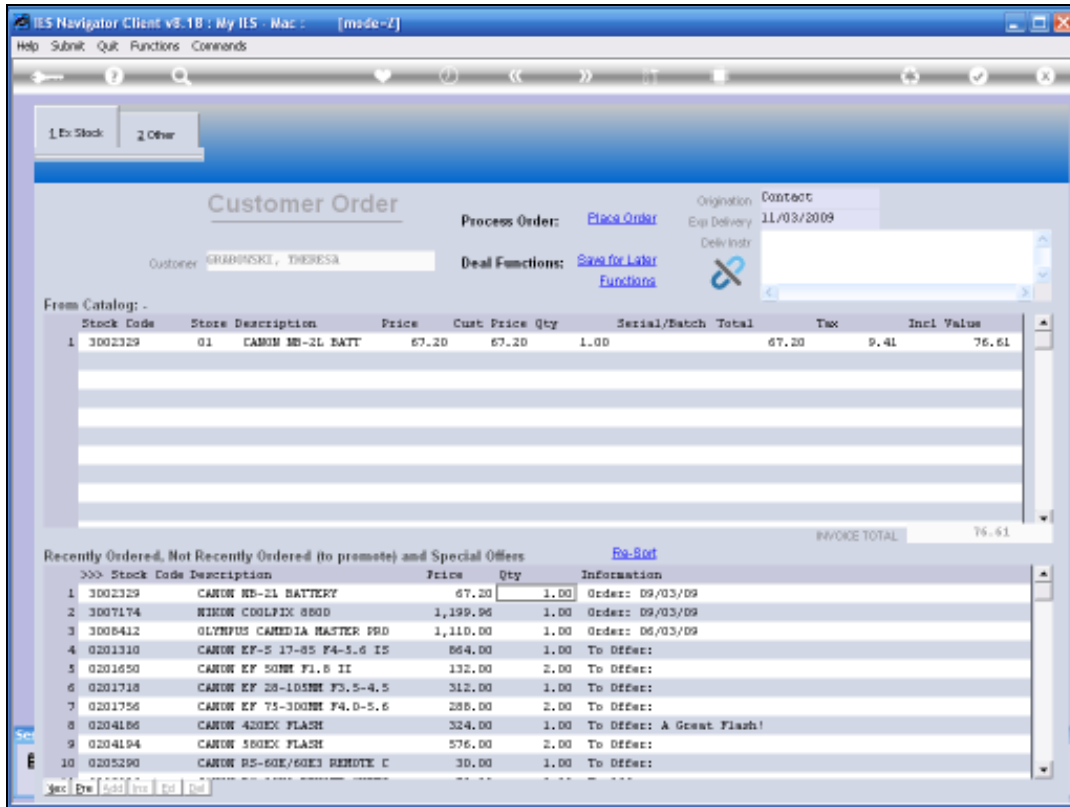 IES Navigator Client v8.1B : My IES - Mac : [mode=Z]
Help Submit Quit Functions Commands
1 Ex Stock 2 Other
Customer Order
Origination Contact
Process Order: Place Order Exp Delivery 11/03/2009
Deliv Instr
Customer GRABOWSKI, THERESA Deal Functions: Save for Later
Functions
From Catalog: -
Stock Code Store Description Price Cust Price Qty Serial/Batch Total Tax Incl Value
1 3002329 01 CANON NB-2L BATT 67.20 67.20 1.00 67.20 9.41 76.61
INVOICE TOTAL 76.61
Recently Ordered, Not Recently Ordered (to promote) and Special Offers Re-Sort
>>> Stock Code Description Price Qty Information
1 3002329 CANON NB-2L BATTERY 67.20 1.00 Order: 09/03/09
2 3007174 NIKON COOLPIX 8800 1,199.96 1.00 Order: 09/03/09
3 3008412 OLYMPUS CAMEDIA MASTER PRO 1,110.00 1.00 Order: 06/03/09
4 0201310 CANON EF-S 17-85 F4-5.6 IS 864.00 1.00 To Offer:
5 0201650 CANON EF 50MM F1.8 II 132.00 2.00 To Offer:
6 0201718 CANON EF 28-105MM F3.5-4.5 312.00 1.00 To Offer:
7 0201756 CANON EF 75-300MM F4.0-5.6 288.00 2.00 To Offer:
8 0204186 CANON 420EX FLASH 324.00 1.00 To Offer: A Great Flash!
9 0204194 CANON 580EX FLASH 576.00 2.00 To Offer:
10 0205290 CANON RS-60E/60E3 REMOTE C 30.00 1.00 To Offer:
Nex Pre Add Ins Ed Del